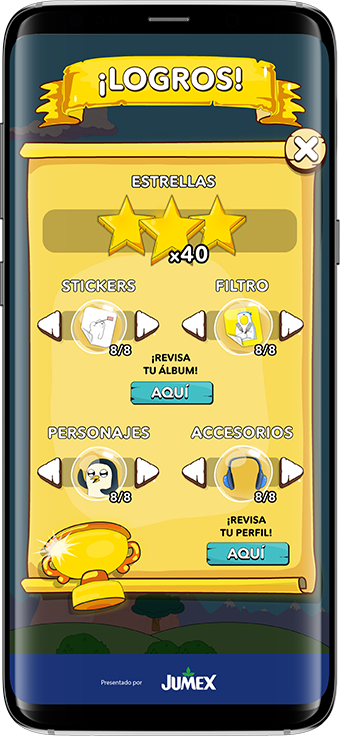 ¡LOGROS!
ESTRELLAS
x40
STICKERS
FILTRO
8/8
8/8
¡REVISA
TU ÁLBUM!
AQUÍ
PERSONAJES
ACCESORIOS
8/8
8/8
¡REVISA
TU PERFIL!
AQUÍ
Presentado por
JUMEX